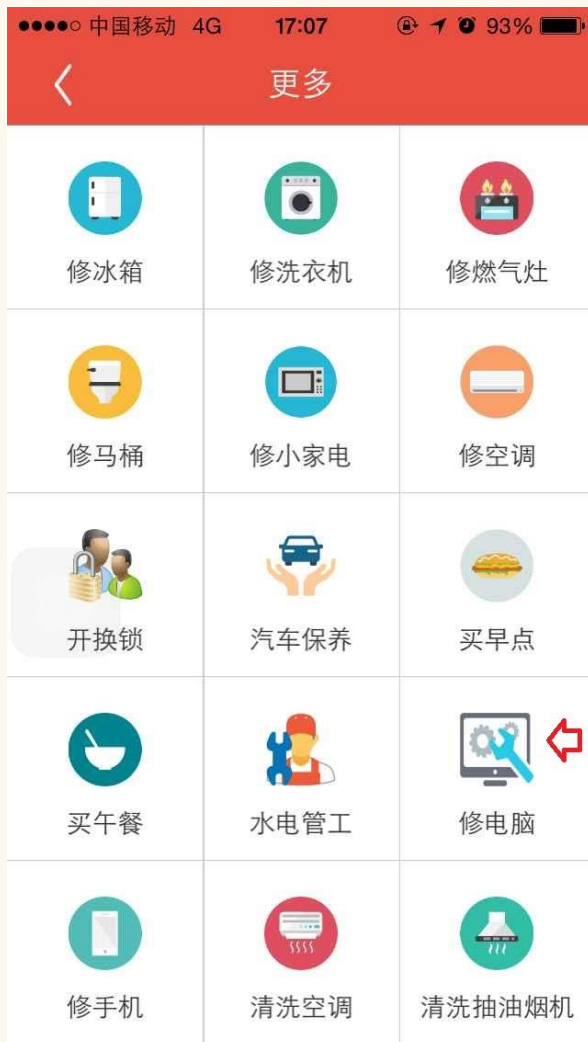 中国移动 4G 17:07 93%
更多
修冰箱 修洗衣机 修燃气灶
修马桶 修小家电 修空调
开换锁 汽车保养 买早点
买午餐 水电管工 修电脑
修手机 清洗空调 清洗抽油烟机